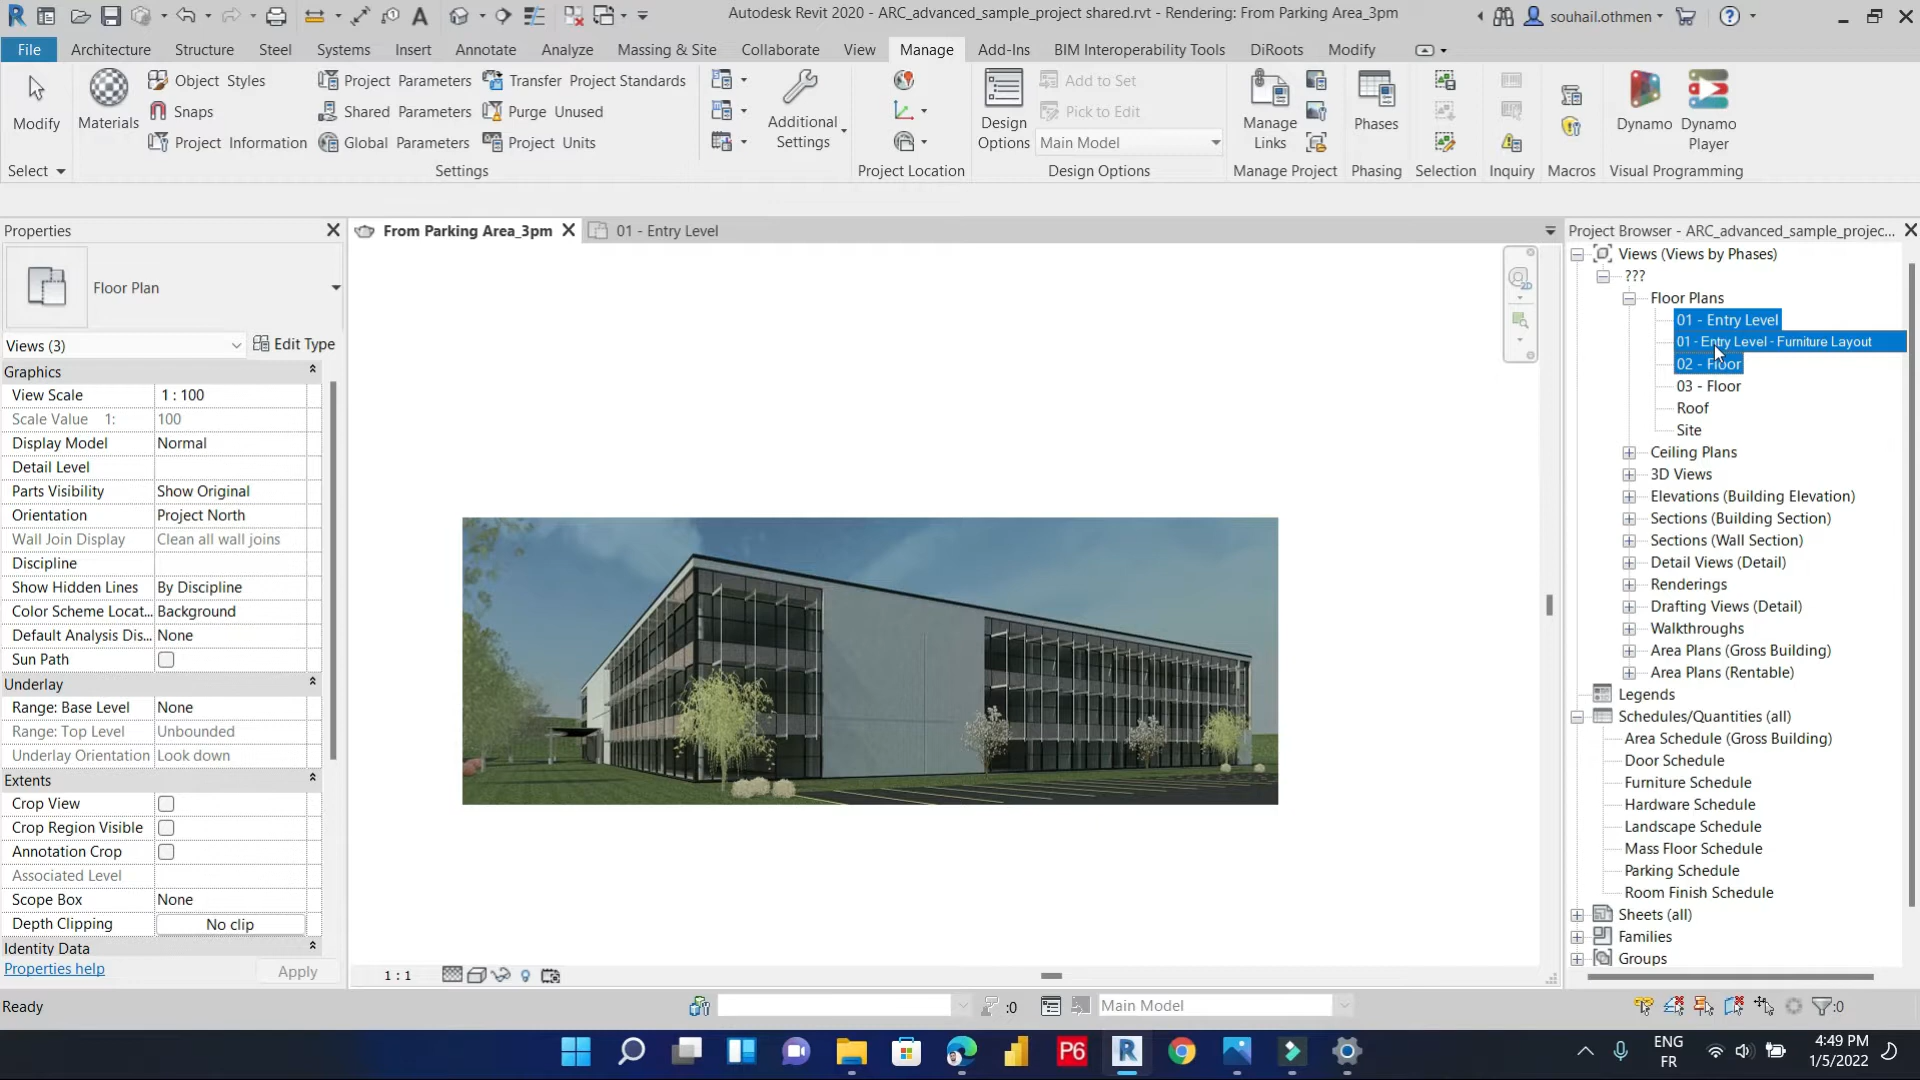 Autodesk Revit 2020 - ARC_advanced_sample_project shared.rvt - Rendering: From Parking Area_3pm
souhail.othmen
File Architecture Structure Steel Systems Insert Annotate Analyze Massing & Site Collaborate View Manage Add-Ins BIM Interoperability Tools DiRoots Modify
Modify
Materials
Object Styles
Snaps
Project Information
Project Parameters
Shared Parameters
Global Parameters
Transfer Project Standards
Purge Unused
Project Units
Additional
Settings
Design
Options
Add to Set
Pick to Edit
Main Model
Manage
Links
Phases
Dynamo
Dynamo
Player
Select
Settings
Project Location
Design Options
Manage Project
Phasing
Selection
Inquiry
Macros
Visual Programming
Properties
Floor Plan
Views (3)
Edit Type
Graphics
View Scale 1 : 100
Scale Value 1: 100
Display Model Normal
Detail Level
Parts Visibility Show Original
Orientation Project North
Wall Join Display Clean all wall joins
Discipline
Show Hidden Lines By Discipline
Color Scheme Locat... Background
Default Analysis Dis... None
Sun Path
Underlay
Range: Base Level None
Range: Top Level Unbounded
Underlay Orientation Look down
Extents
Crop View
Crop Region Visible
Annotation Crop
Associated Level
Scope Box None
Depth Clipping No clip
Identity Data
Properties help
Apply
From Parking Area_3pm
01 - Entry Level
2D
1 : 1
Project Browser - ARC_advanced_sample_projec...
Views (Views by Phases)
???
Floor Plans
01 - Entry Level
01 - Entry Level - Furniture Layout
02 - Floor
03 - Floor
Roof
Site
Ceiling Plans
3D Views
Elevations (Building Elevation)
Sections (Building Section)
Sections (Wall Section)
Detail Views (Detail)
Renderings
Drafting Views (Detail)
Walkthroughs
Area Plans (Gross Building)
Area Plans (Rentable)
Legends
Schedules/Quantities (all)
Area Schedule (Gross Building)
Door Schedule
Furniture Schedule
Hardware Schedule
Landscape Schedule
Mass Floor Schedule
Parking Schedule
Room Finish Schedule
Sheets (all)
Families
Groups
Ready
:0
Main Model
:0
P6
R
ENG
FR
4:49 PM
1/5/2022